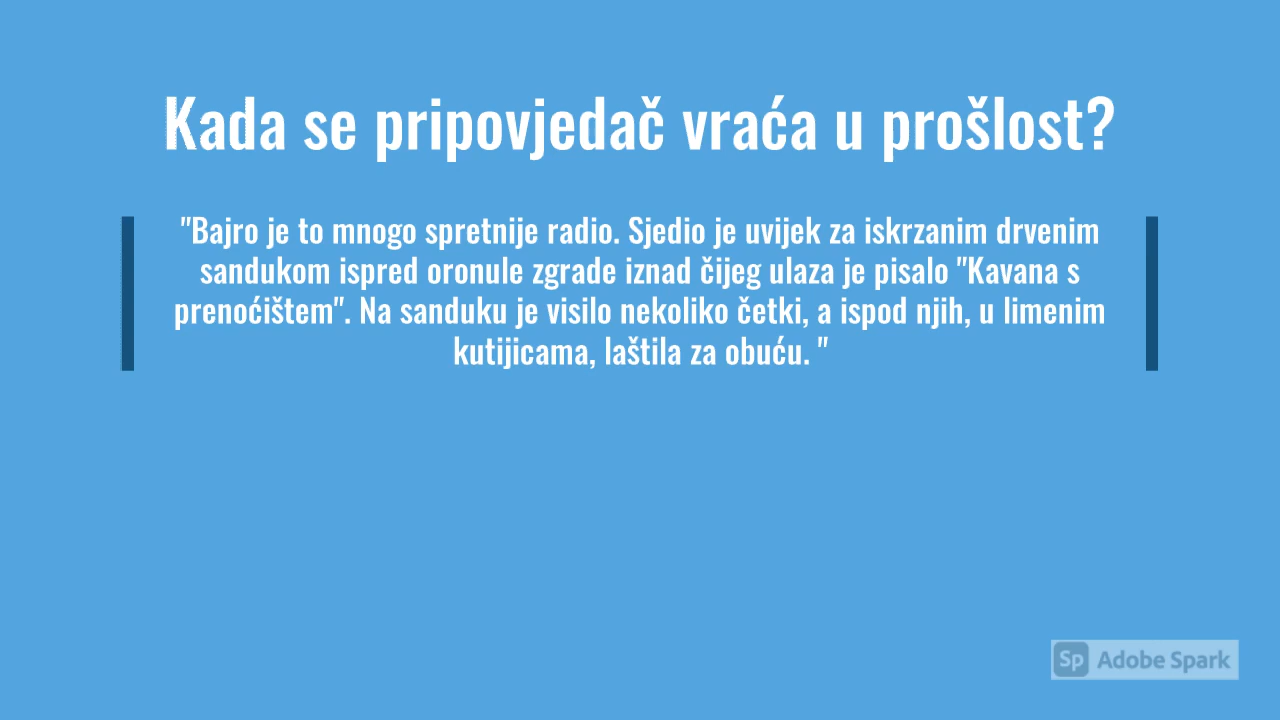 Kada se pripovjedač vraća u prošlost?
"Bajro je to mnogo spretnije radio. Sjedio je uvijek za iskrzanim drvenim
sandukom ispred oronule zgrade iznad čijeg ulaza je pisalo "Kavana s
prenoćištem". Na sanduku je visilo nekoliko četki, a ispod njih, u limenim
kutijicama, laštila za obuću. "
Sp Adobe Spark